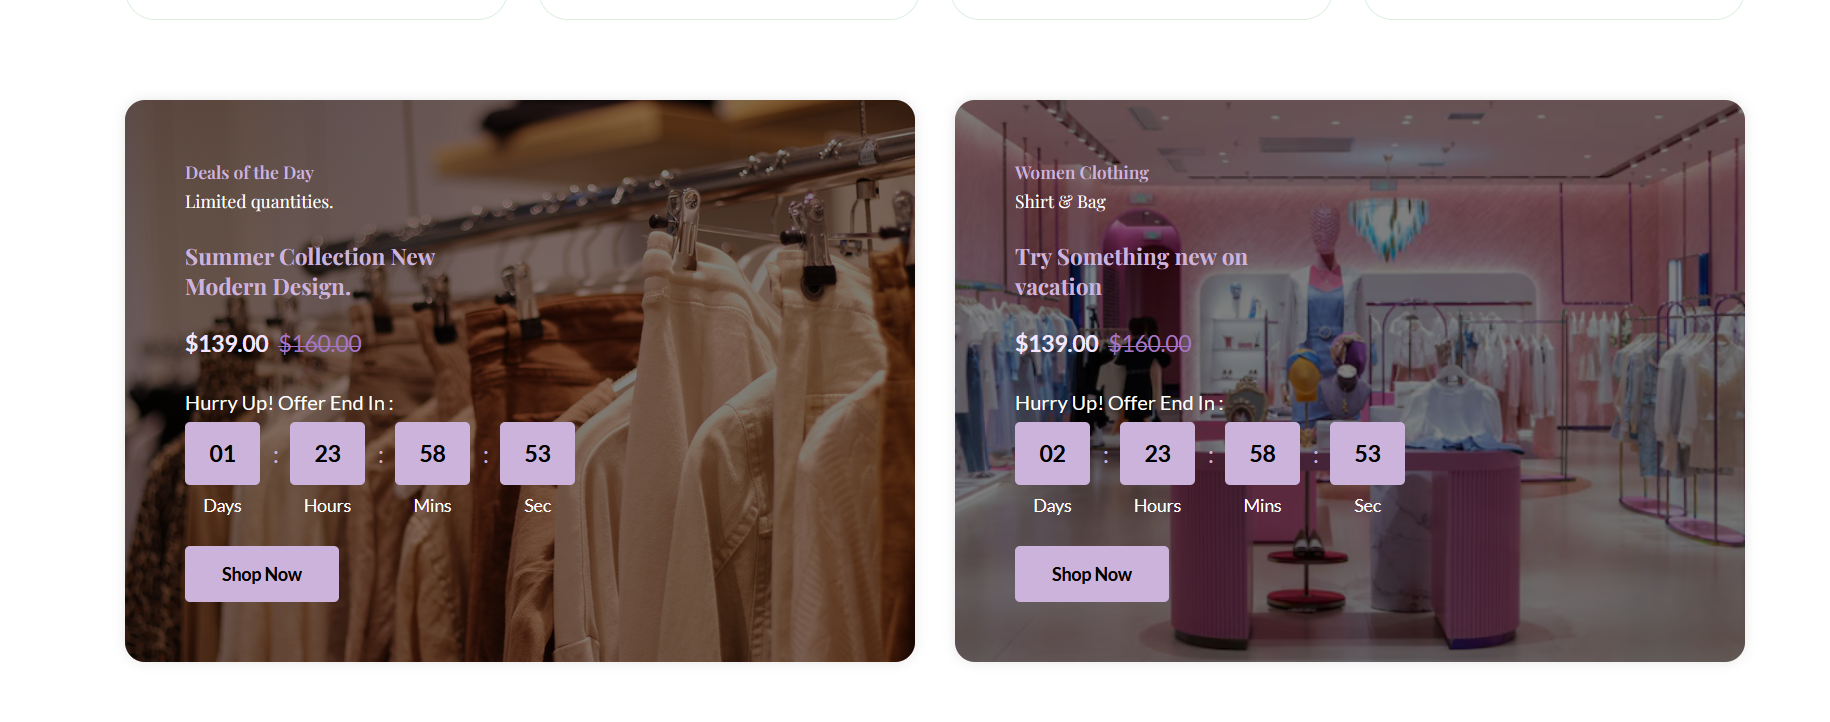 Deals of the Day
Limited quantities.
Summer Collection New
Modern Design.
$139.00 $160.00
Hurry Up! Offer End In :
01 : 23 : 58 : 53
Days Hours Mins Sec
Shop Now
Women Clothing
Shirt & Bag
Try Something new on
vacation
$139.00 $160.00
Hurry Up! Offer End In :
02 : 23 : 58 : 53
Days Hours Mins Sec
Shop Now